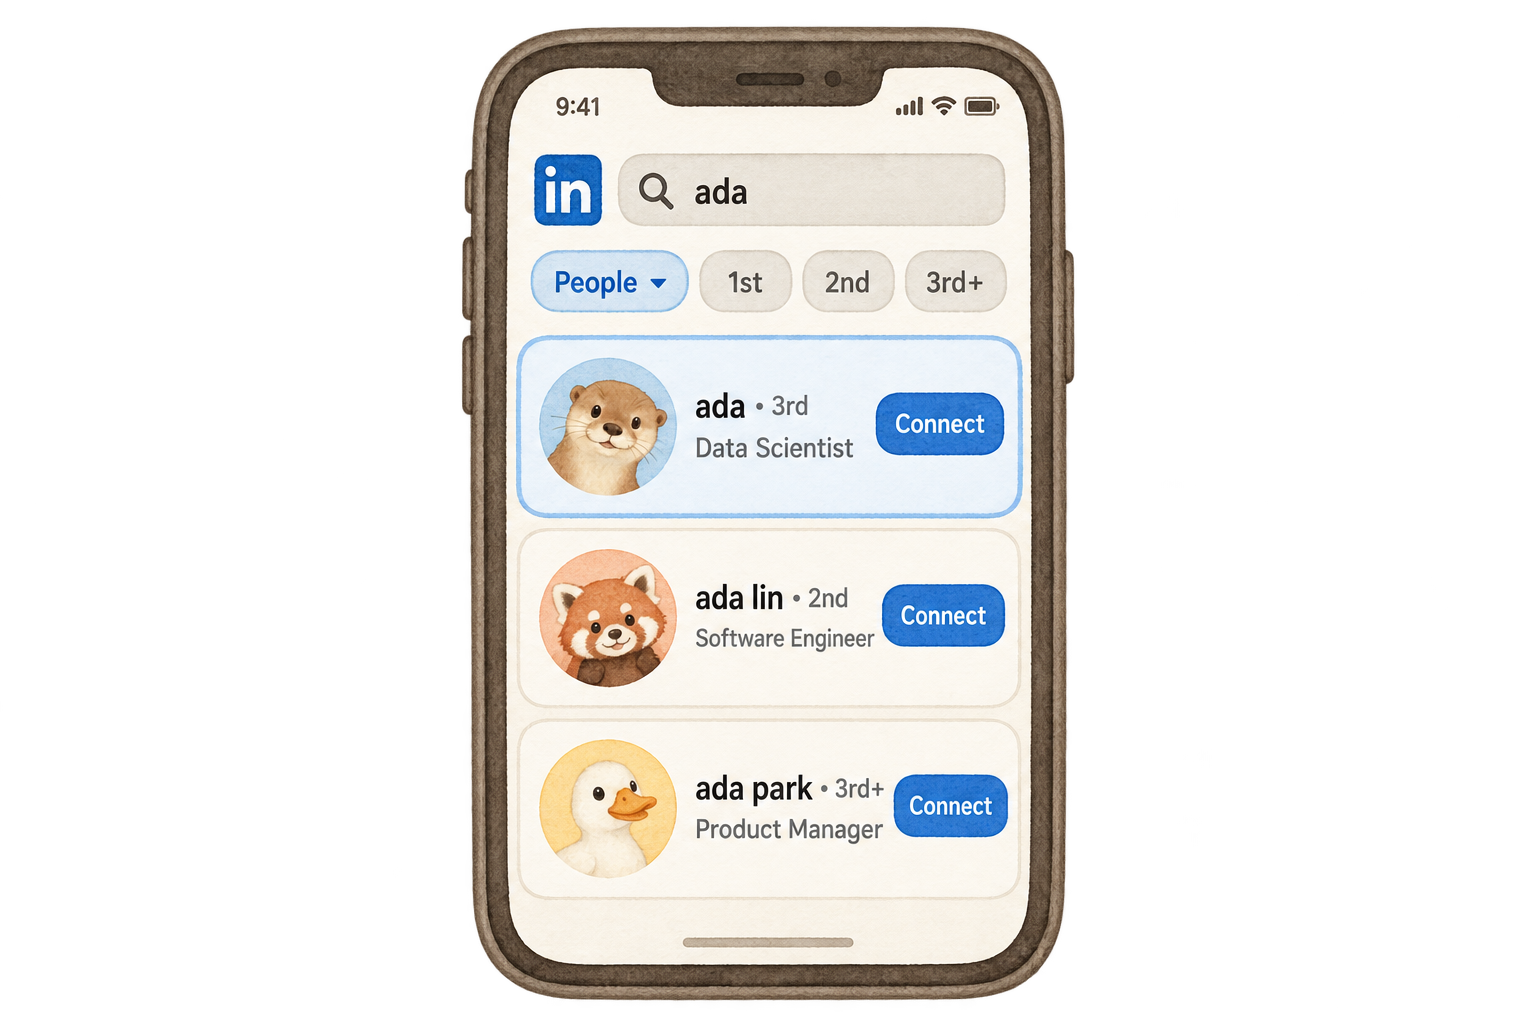 9:41
in
ada
People 1st 2nd 3rd+
ada • 3rd
Data Scientist
Connect
ada lin • 2nd
Software Engineer
Connect
ada park • 3rd+
Product Manager
Connect